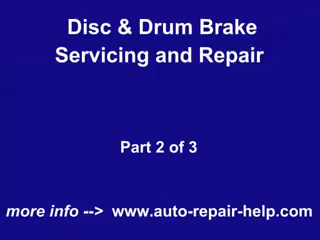 Disc & Drum Brake
Servicing and Repair
Part 2 of 3
more info --> www.auto-repair-help.com